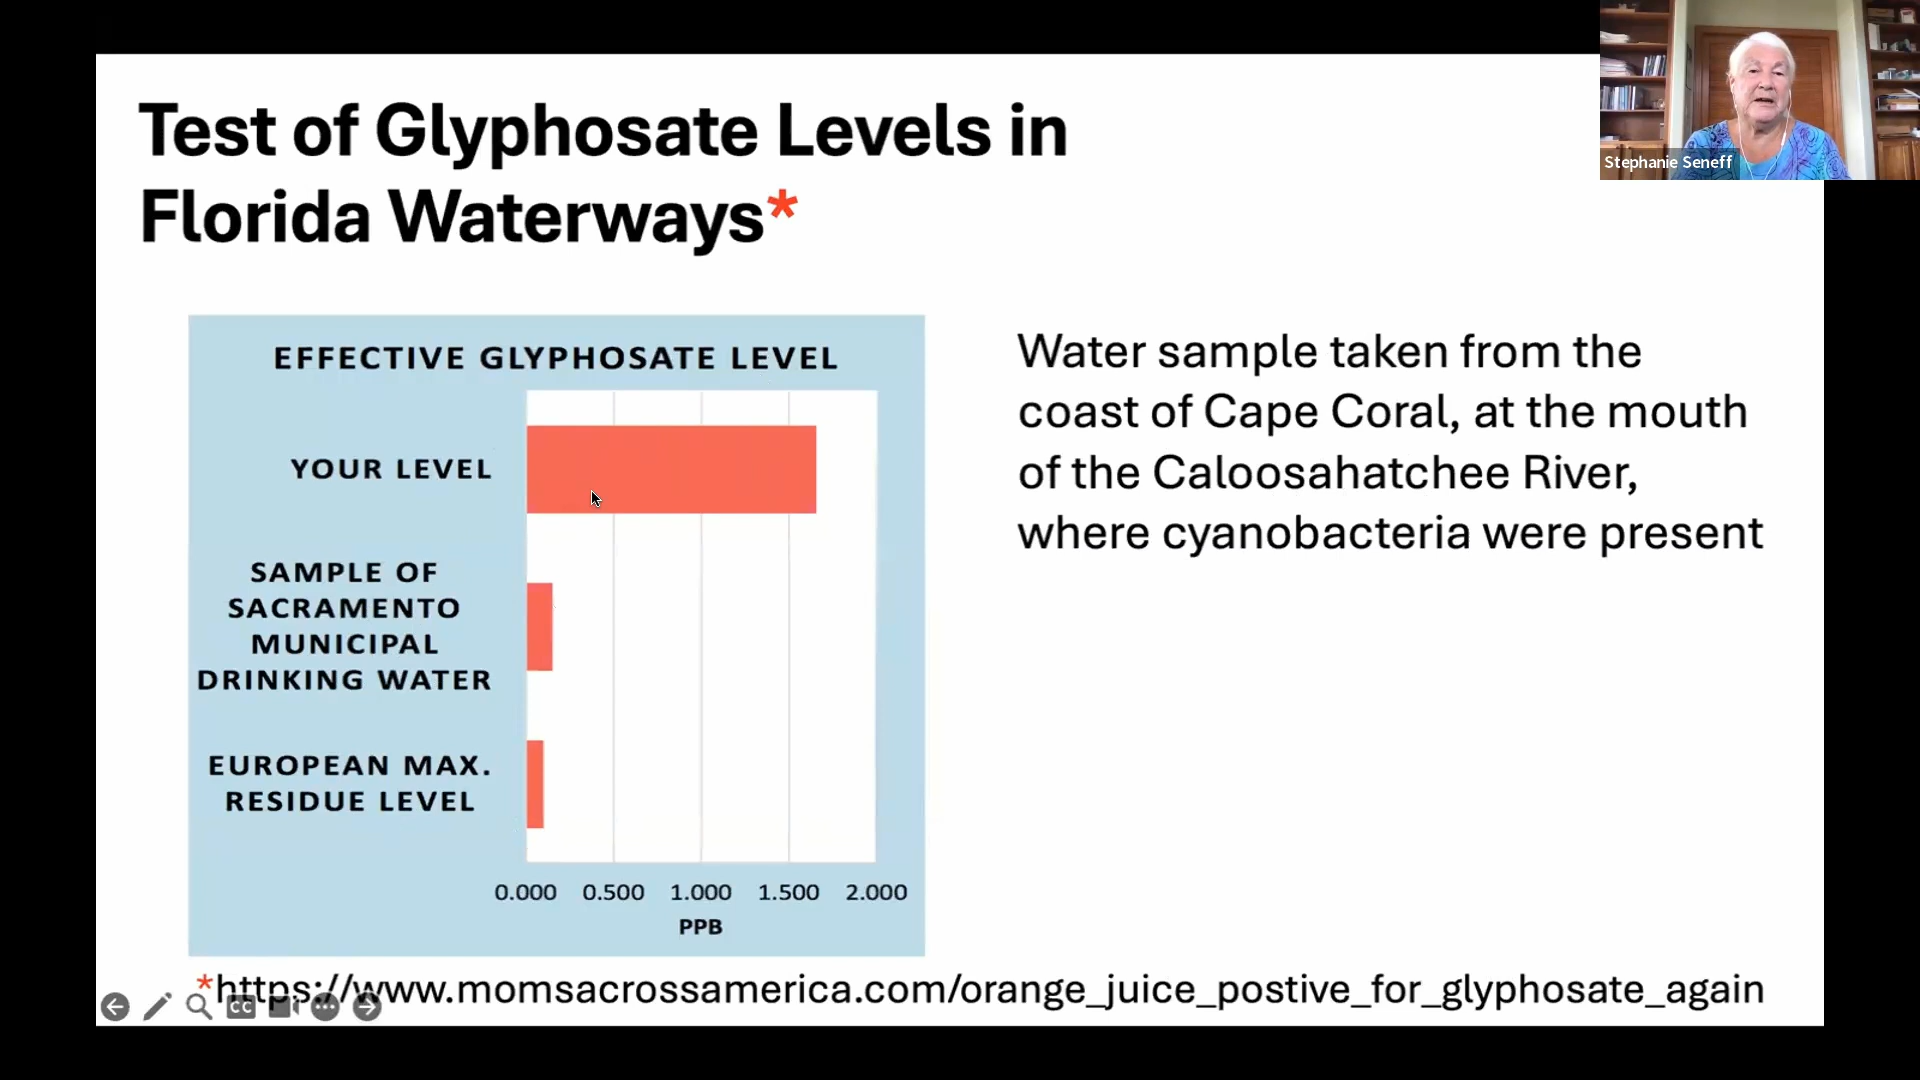 Test of Glyphosate Levels in
Florida Waterways*
Stephanie Seneff
EFFECTIVE GLYPHOSATE LEVEL
YOUR LEVEL
SAMPLE OF
SACRAMENTO
MUNICIPAL
DRINKING WATER
EUROPEAN MAX.
RESIDUE LEVEL
0.000 0.500 1.000 1.500 2.000
PPB
Water sample taken from the
coast of Cape Coral, at the mouth
of the Caloosahatchee River,
where cyanobacteria were present
*https://www.momsacrossamerica.com/orange_juice_postive_for_glyphosate_again
CC